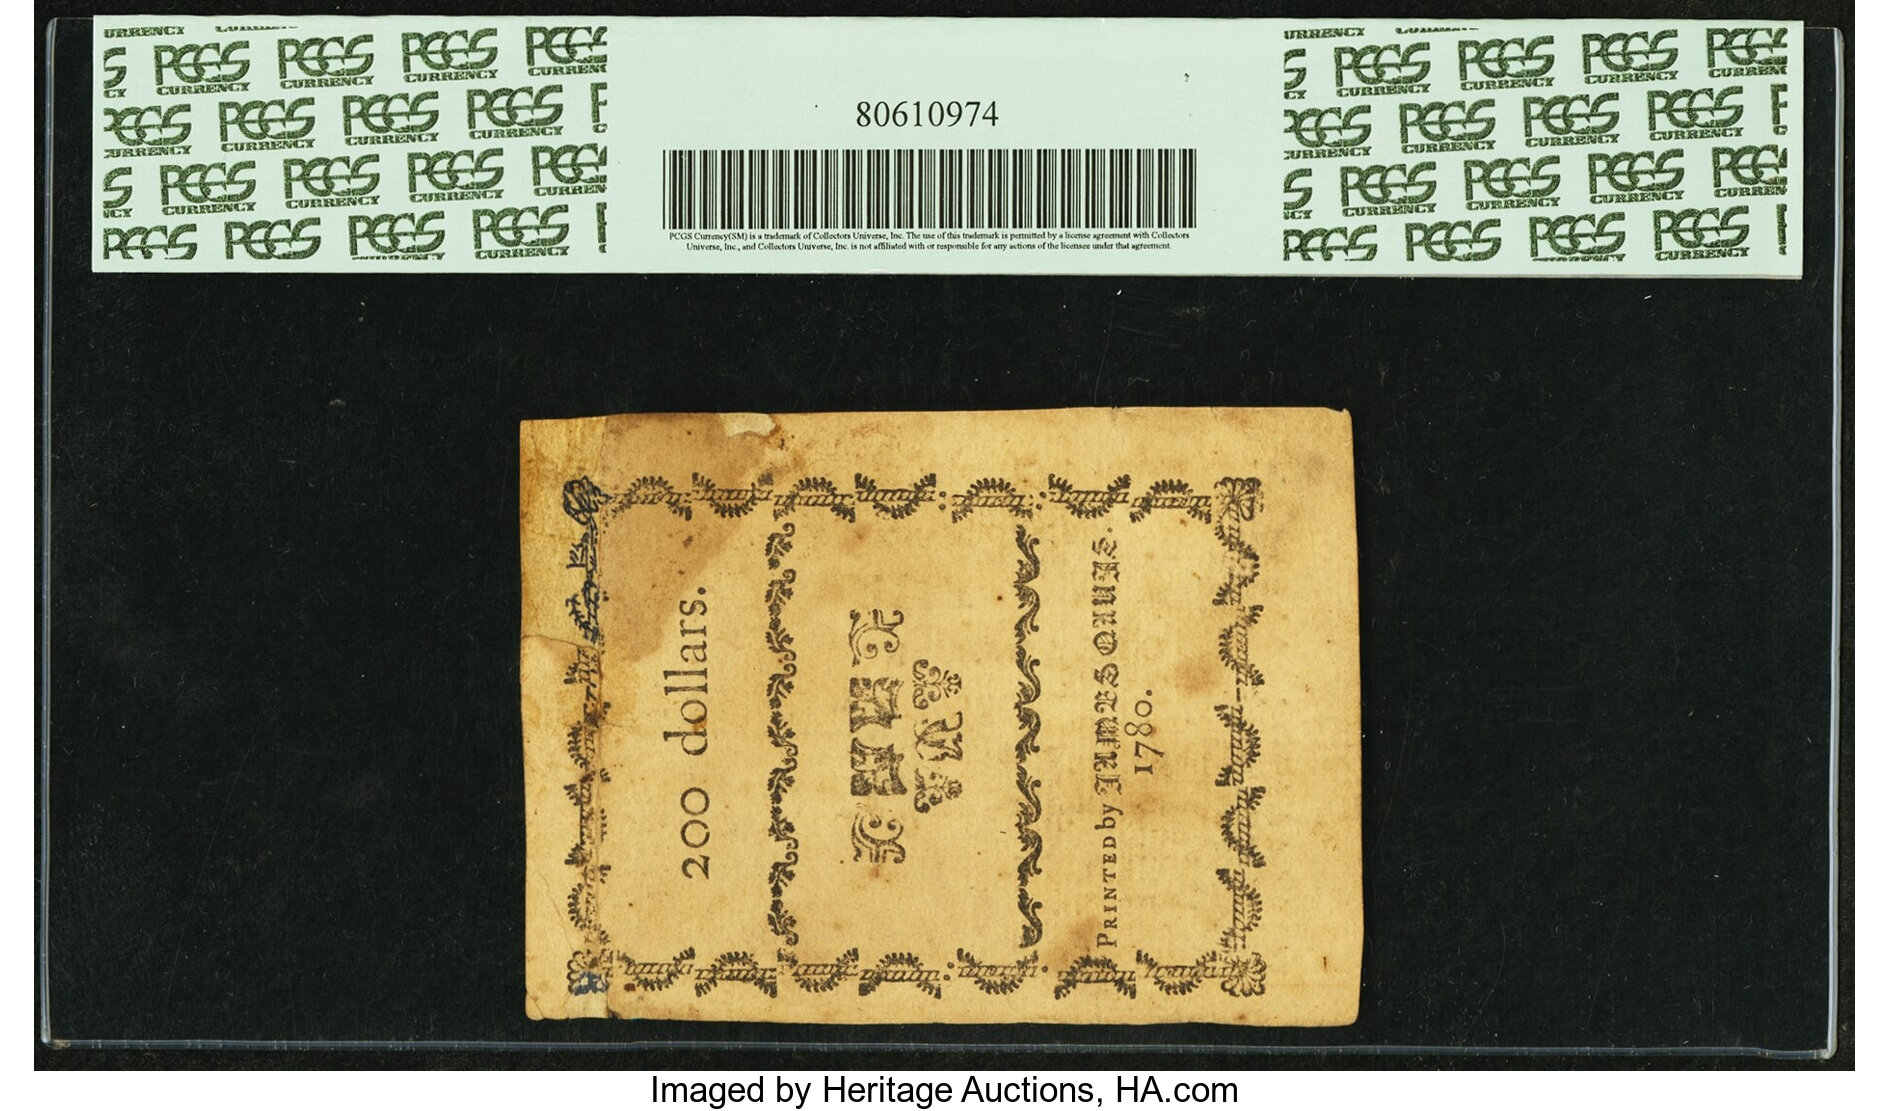 80610974
PCGS Currency(SM) is a trademark of Collectors Universe, Inc. The use of this trademark is permitted by a license agreement with Collectors
Universe, Inc., and Collectors Universe, Inc. is not affiliated with or responsible for any actions of the licensee under that agreement.
PCGS
CURRENCY
200 dollars.
PRINTED by JAMES
1780.
Imaged by Heritage Auctions, HA.com